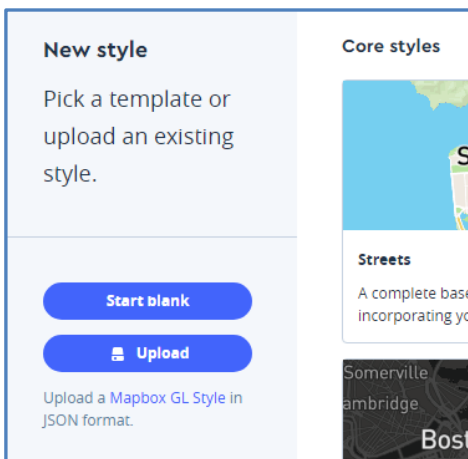 New style
Pick a template or
upload an existing
style.
Start blank
Upload
Upload a Mapbox GL Style in
JSON format.
Core styles
S
Streets
A complete base
incorporating yo
Somerville
ambridge
Bost